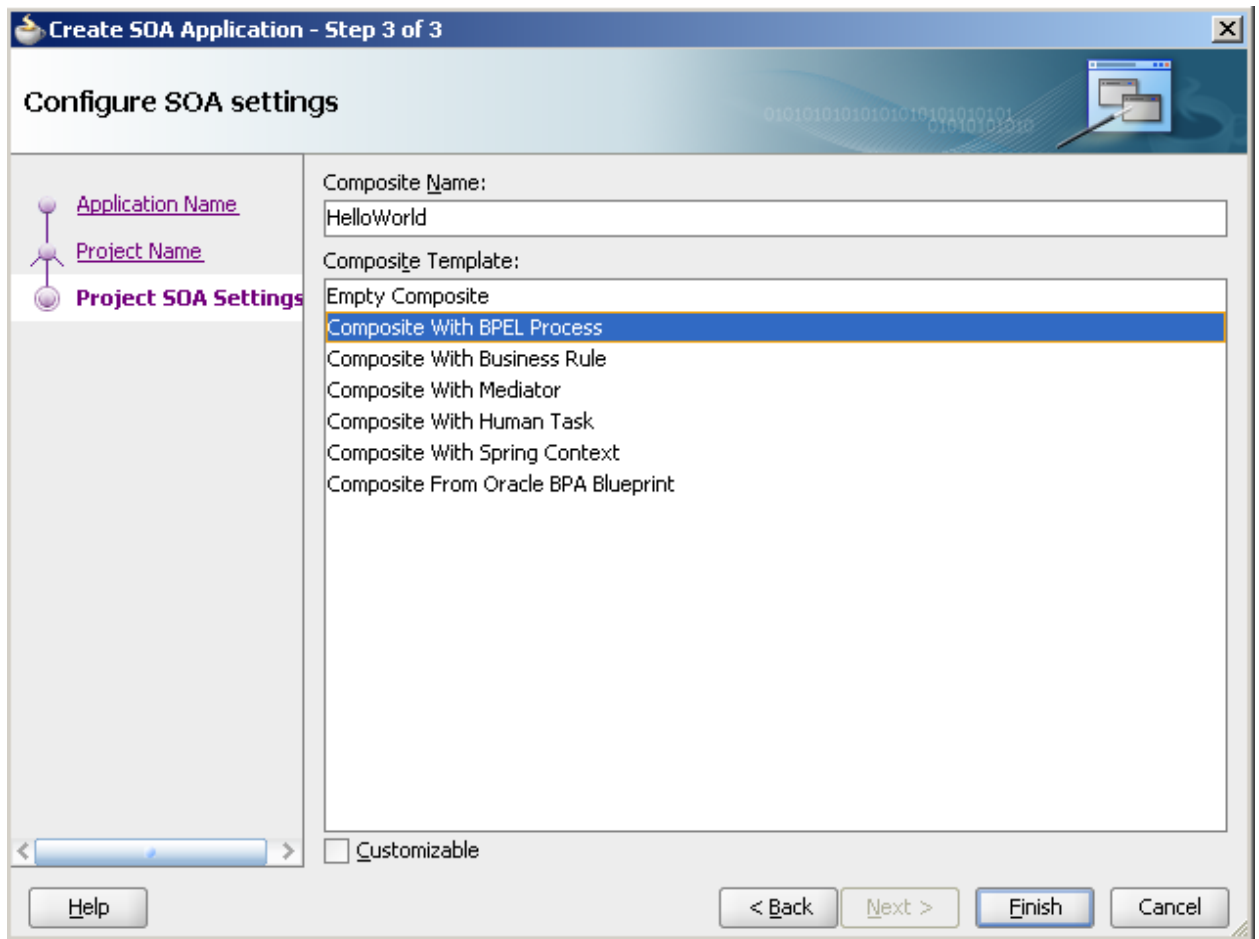 Create SOA Application - Step 3 of 3
Configure SOA settings
Application Name
Project Name
Project SOA Settings
Composite Name:
HelloWorld
Composite Template:
Empty Composite
Composite With BPEL Process
Composite With Business Rule
Composite With Mediator
Composite With Human Task
Composite With Spring Context
Composite From Oracle BPA Blueprint
Customizable
Help
< Back
Next >
Finish
Cancel